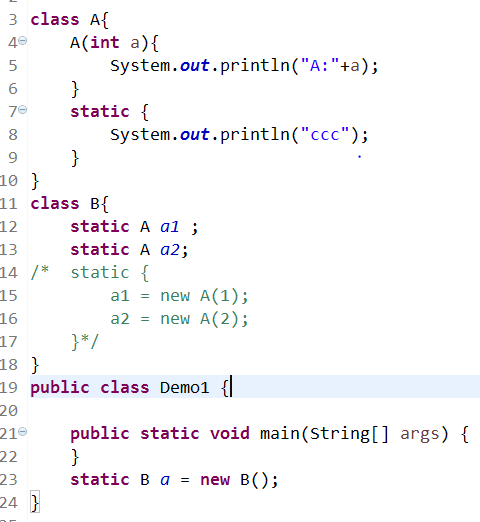 3 class A{
4 A(int a){
5 System.out.println("A:"+a);
6 }
7 static {
8 System.out.println("ccc");
9 }
10 }
11 class B{
12 static A a1 ;
13 static A a2;
14 /* static {
15 a1 = new A(1);
16 a2 = new A(2);
17 }*/
18 }
19 public class Demo1 {
20
21 public static void main(String[] args) {
22 }
23 static B a = new B();
24 }